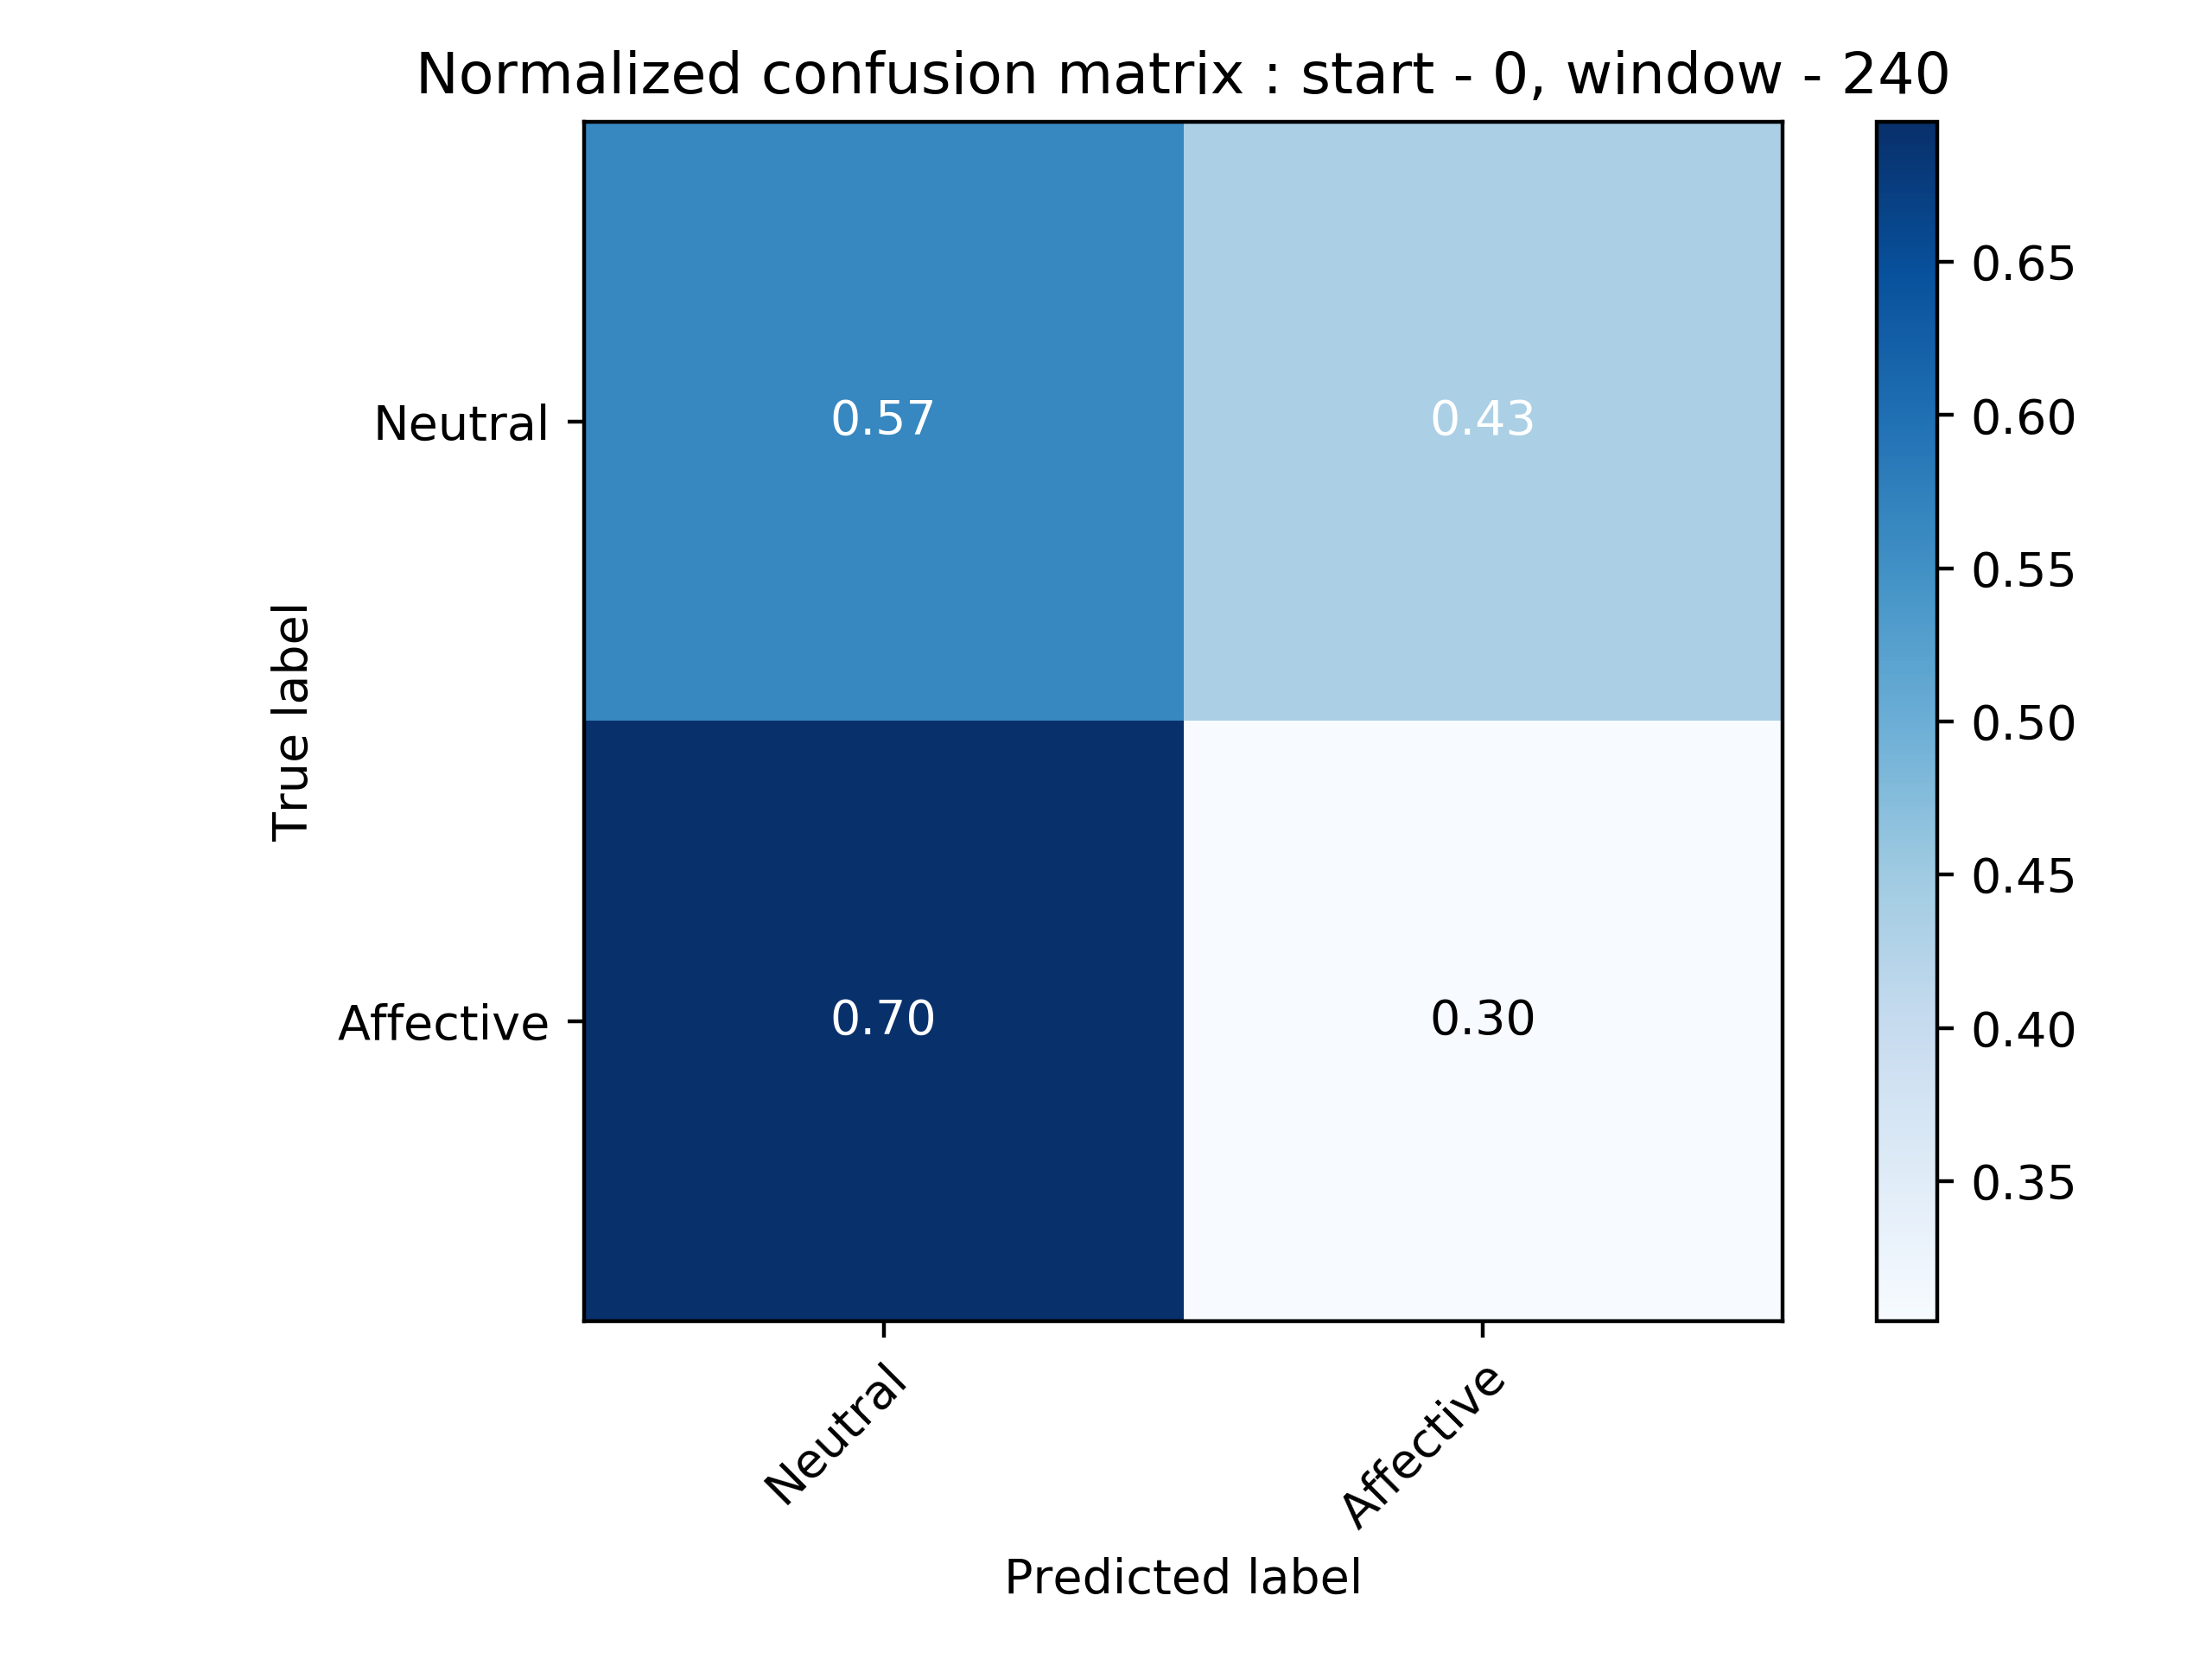 Normalized confusion matrix : start - 0, window - 240
True label
Neutral
Affective
0.57
0.43
0.70
0.30
Neutral
Affective
Predicted label
0.65
0.60
0.55
0.50
0.45
0.40
0.35